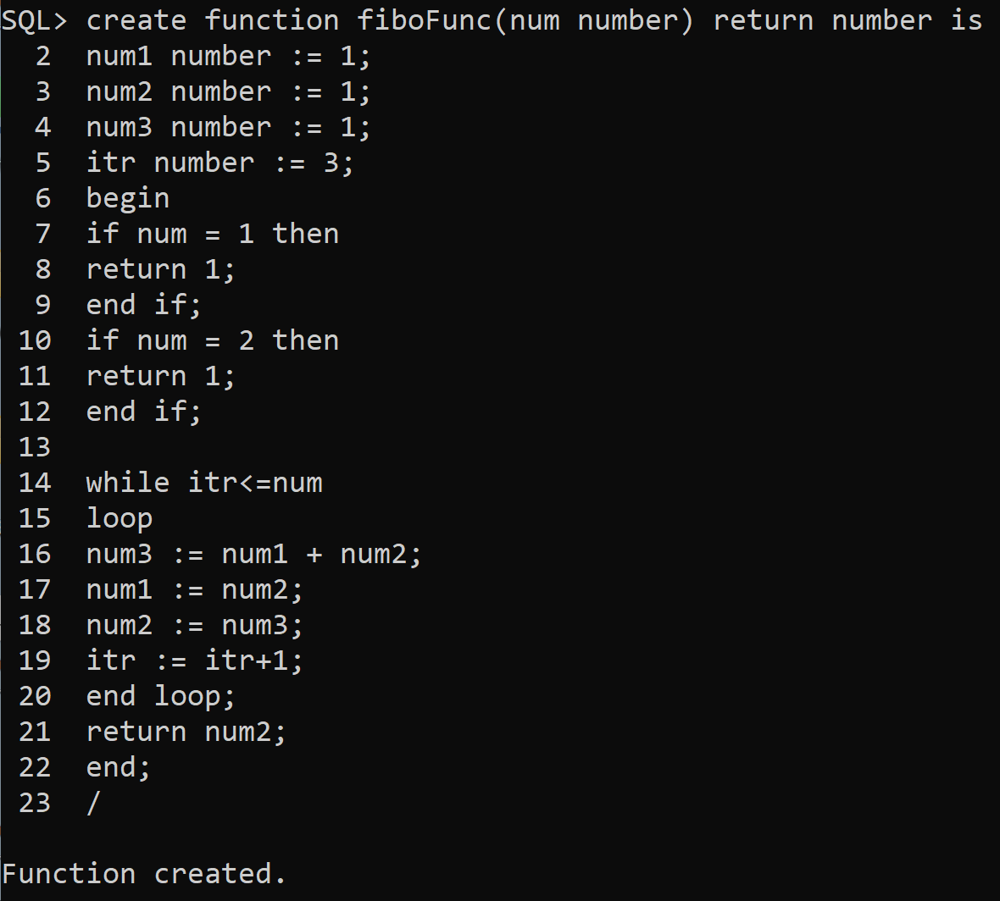 SQL> create function fiboFunc(num number) return number is
  2  num1 number := 1;
  3  num2 number := 1;
  4  num3 number := 1;
  5  itr number := 3;
  6  begin
  7  if num = 1 then
  8  return 1;
  9  end if;
 10  if num = 2 then
 11  return 1;
 12  end if;
 13
 14  while itr<=num
 15  loop
 16  num3 := num1 + num2;
 17  num1 := num2;
 18  num2 := num3;
 19  itr := itr+1;
 20  end loop;
 21  return num2;
 22  end;
 23  /
Function created.